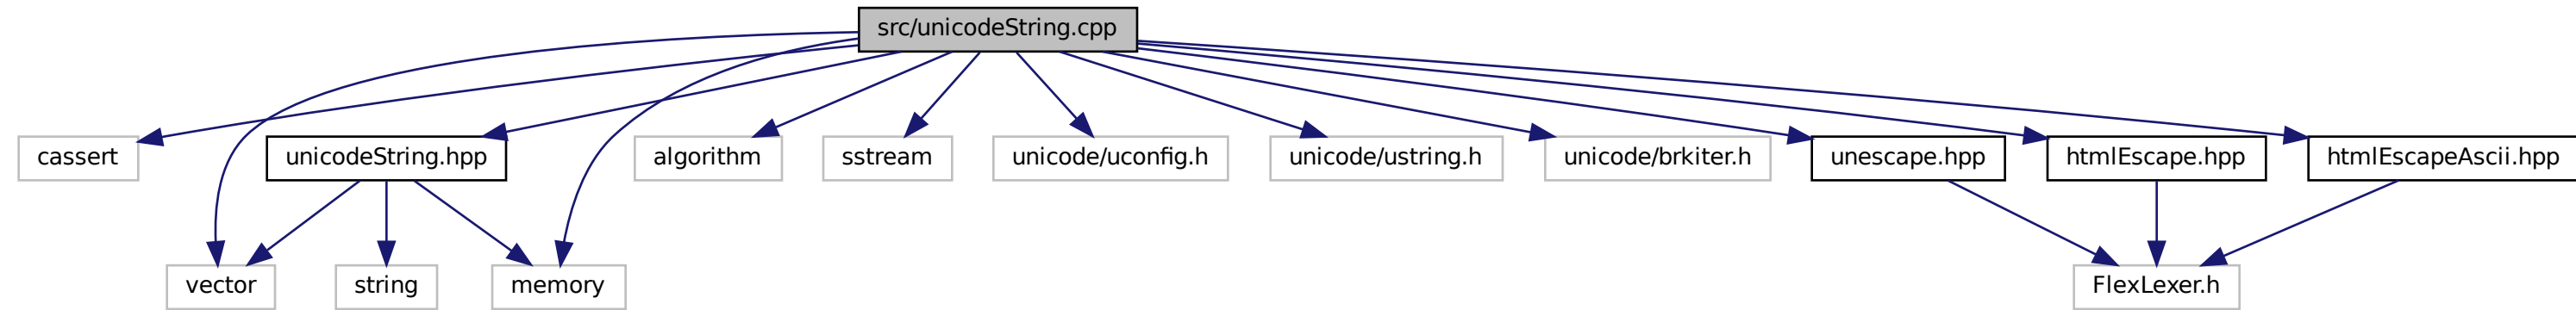 src/unicodeString.cpp
cassert
unicodeString.hpp
algorithm
sstream
unicode/uconfig.h
unicode/ustring.h
unicode/brkiter.h
unescape.hpp
htmlEscape.hpp
htmlEscapeAscii.hpp
vector
string
memory
FlexLexer.h